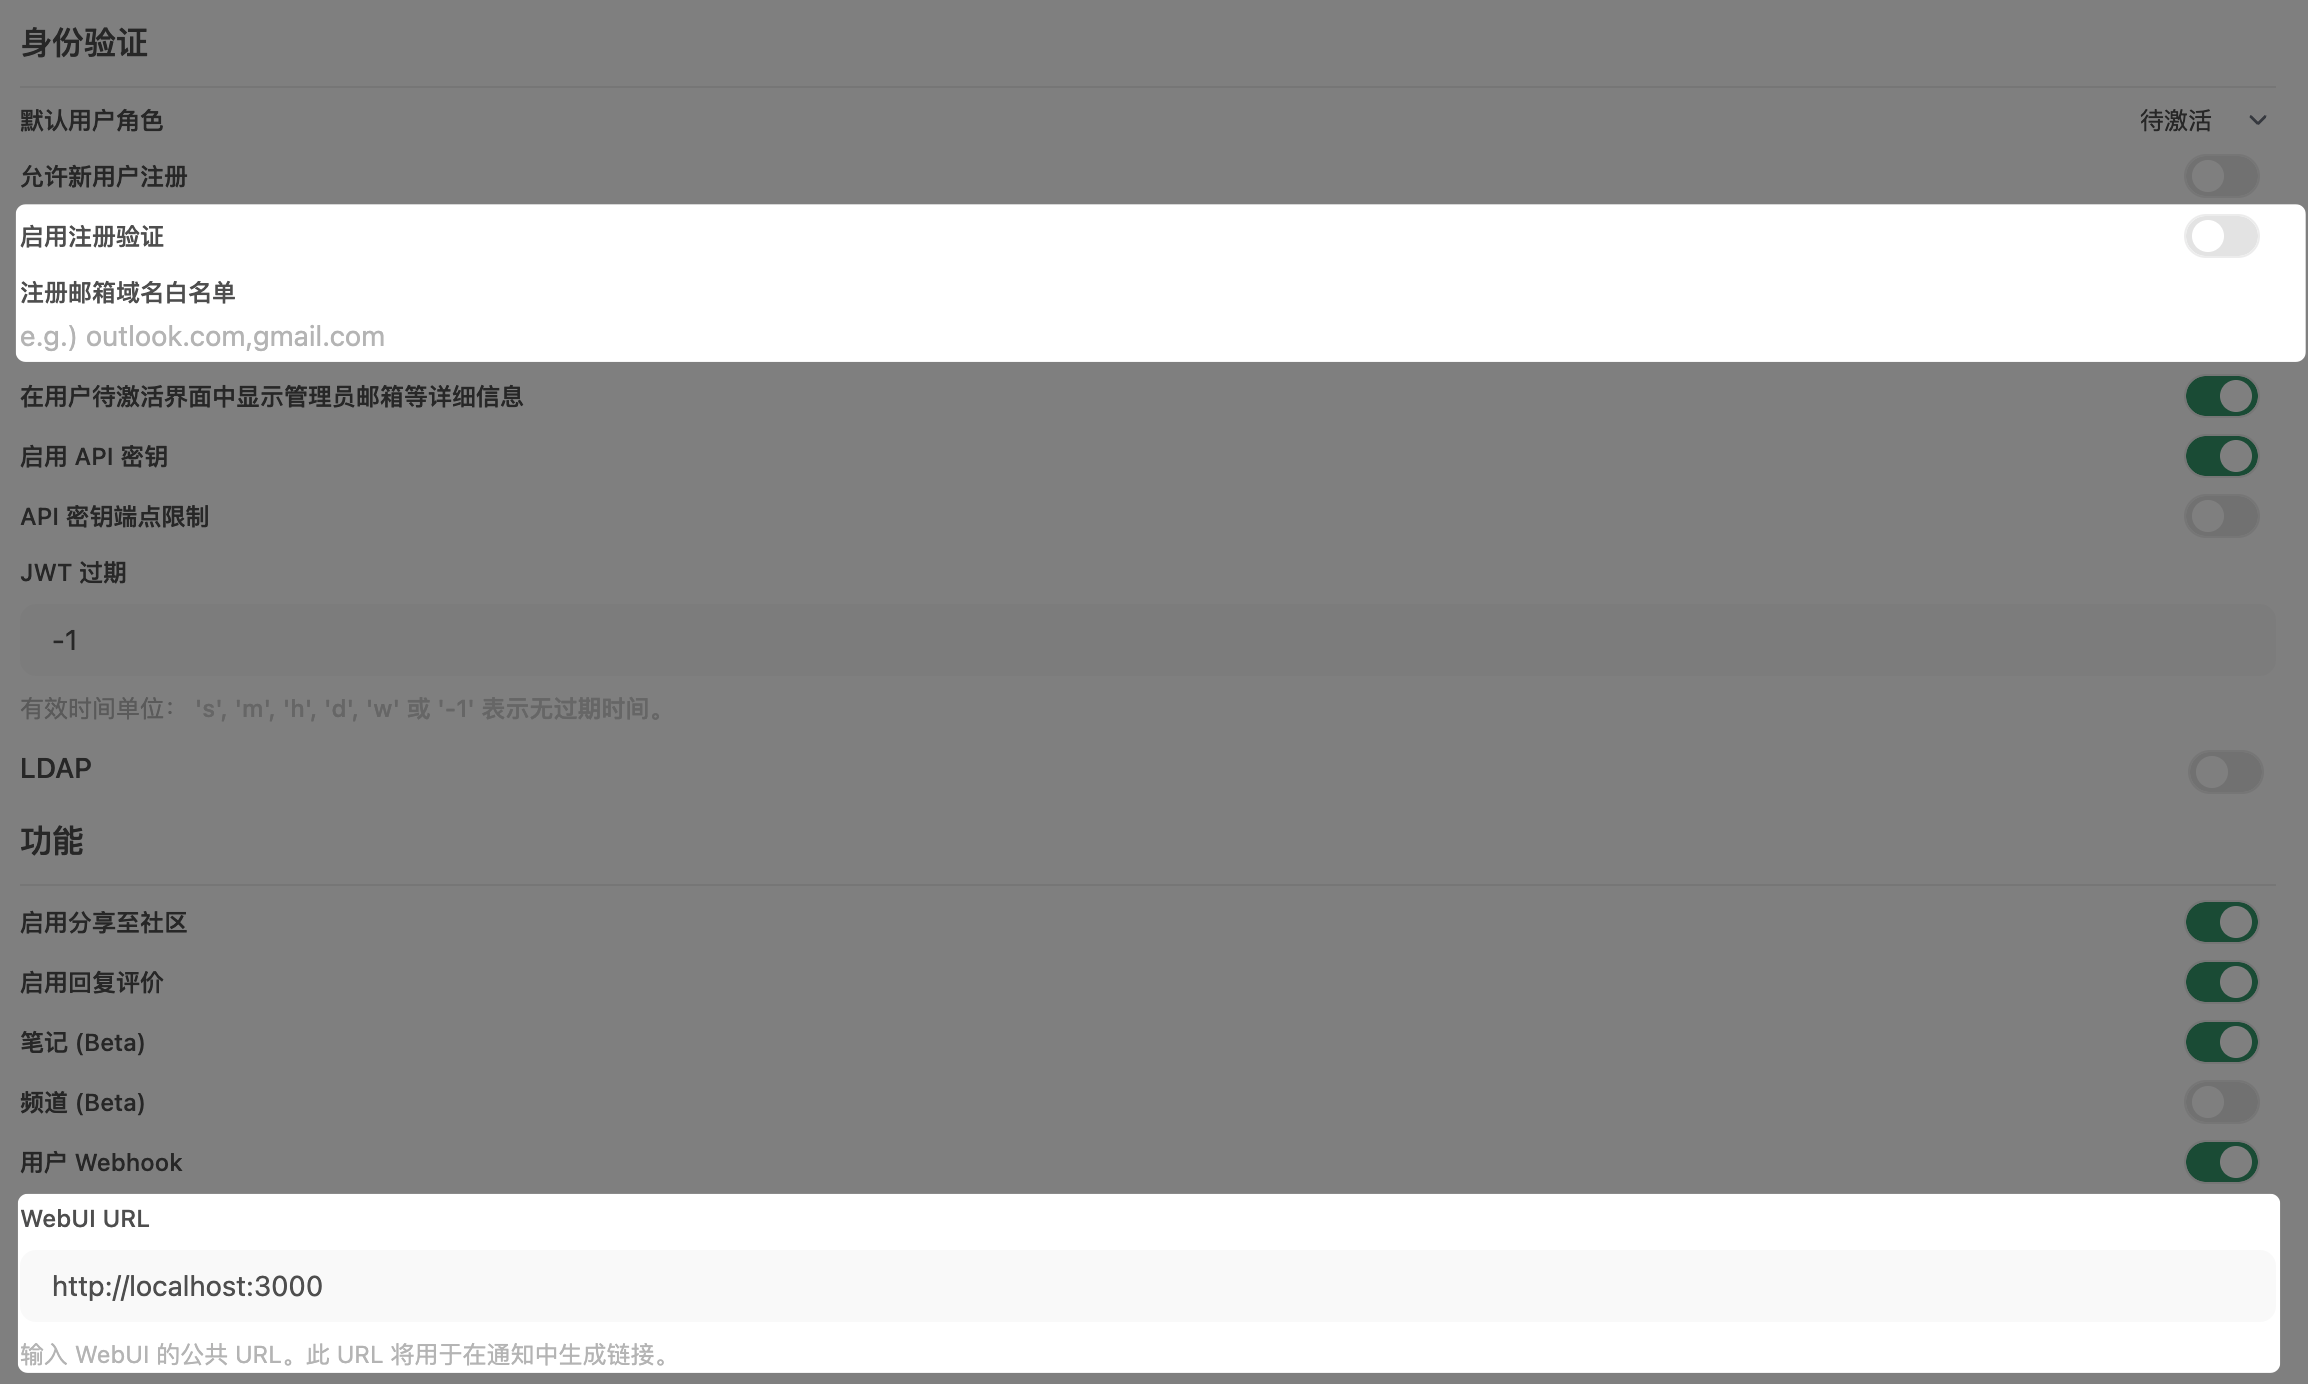 身份验证
默认用户角色 待激活
允许新用户注册
启用注册验证
注册邮箱域名白名单
e.g.) outlook.com,gmail.com
在用户待激活界面中显示管理员邮箱等详细信息
启用 API 密钥
API 密钥端点限制
JWT 过期
-1
有效时间单位： 's', 'm', 'h', 'd', 'w' 或 '-1' 表示无过期时间。
LDAP
功能
启用分享至社区
启用回复评价
笔记 (Beta)
频道 (Beta)
用户 Webhook
WebUI URL
http://localhost:3000
输入 WebUI 的公共 URL。此 URL 将用于在通知中生成链接。